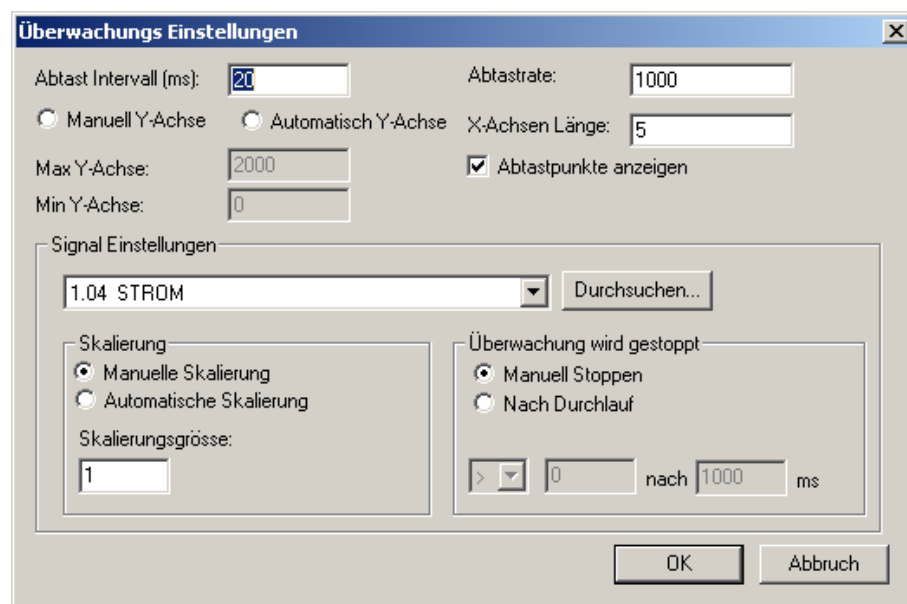 Überwachungs Einstellungen
Abtast Intervall (ms): 20
Abtastrate: 1000
Manuell Y-Achse
Automatisch Y-Achse
X-Achsen Länge: 5
Max Y-Achse: 2000
Abtastpunkte anzeigen
Min Y-Achse: 0
Signal Einstellungen
1.04 STROM
Durchsuchen...
Skalierung
Manuelle Skalierung
Automatische Skalierung
Skalierungsgrösse:
1
Überwachung wird gestoppt
Manuell Stoppen
Nach Durchlauf
> 0 nach 1000 ms
OK
Abbruch